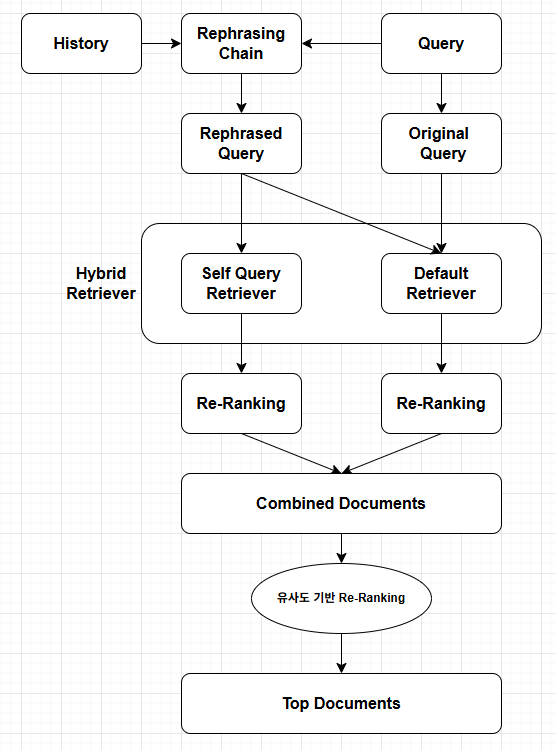 History
Rephrasing
Chain
Query
Rephrased
Query
Original
Query
Hybrid
Retriever
Self Query
Retriever
Default
Retriever
Re-Ranking
Re-Ranking
Combined Documents
유사도 기반 Re-Ranking
Top Documents